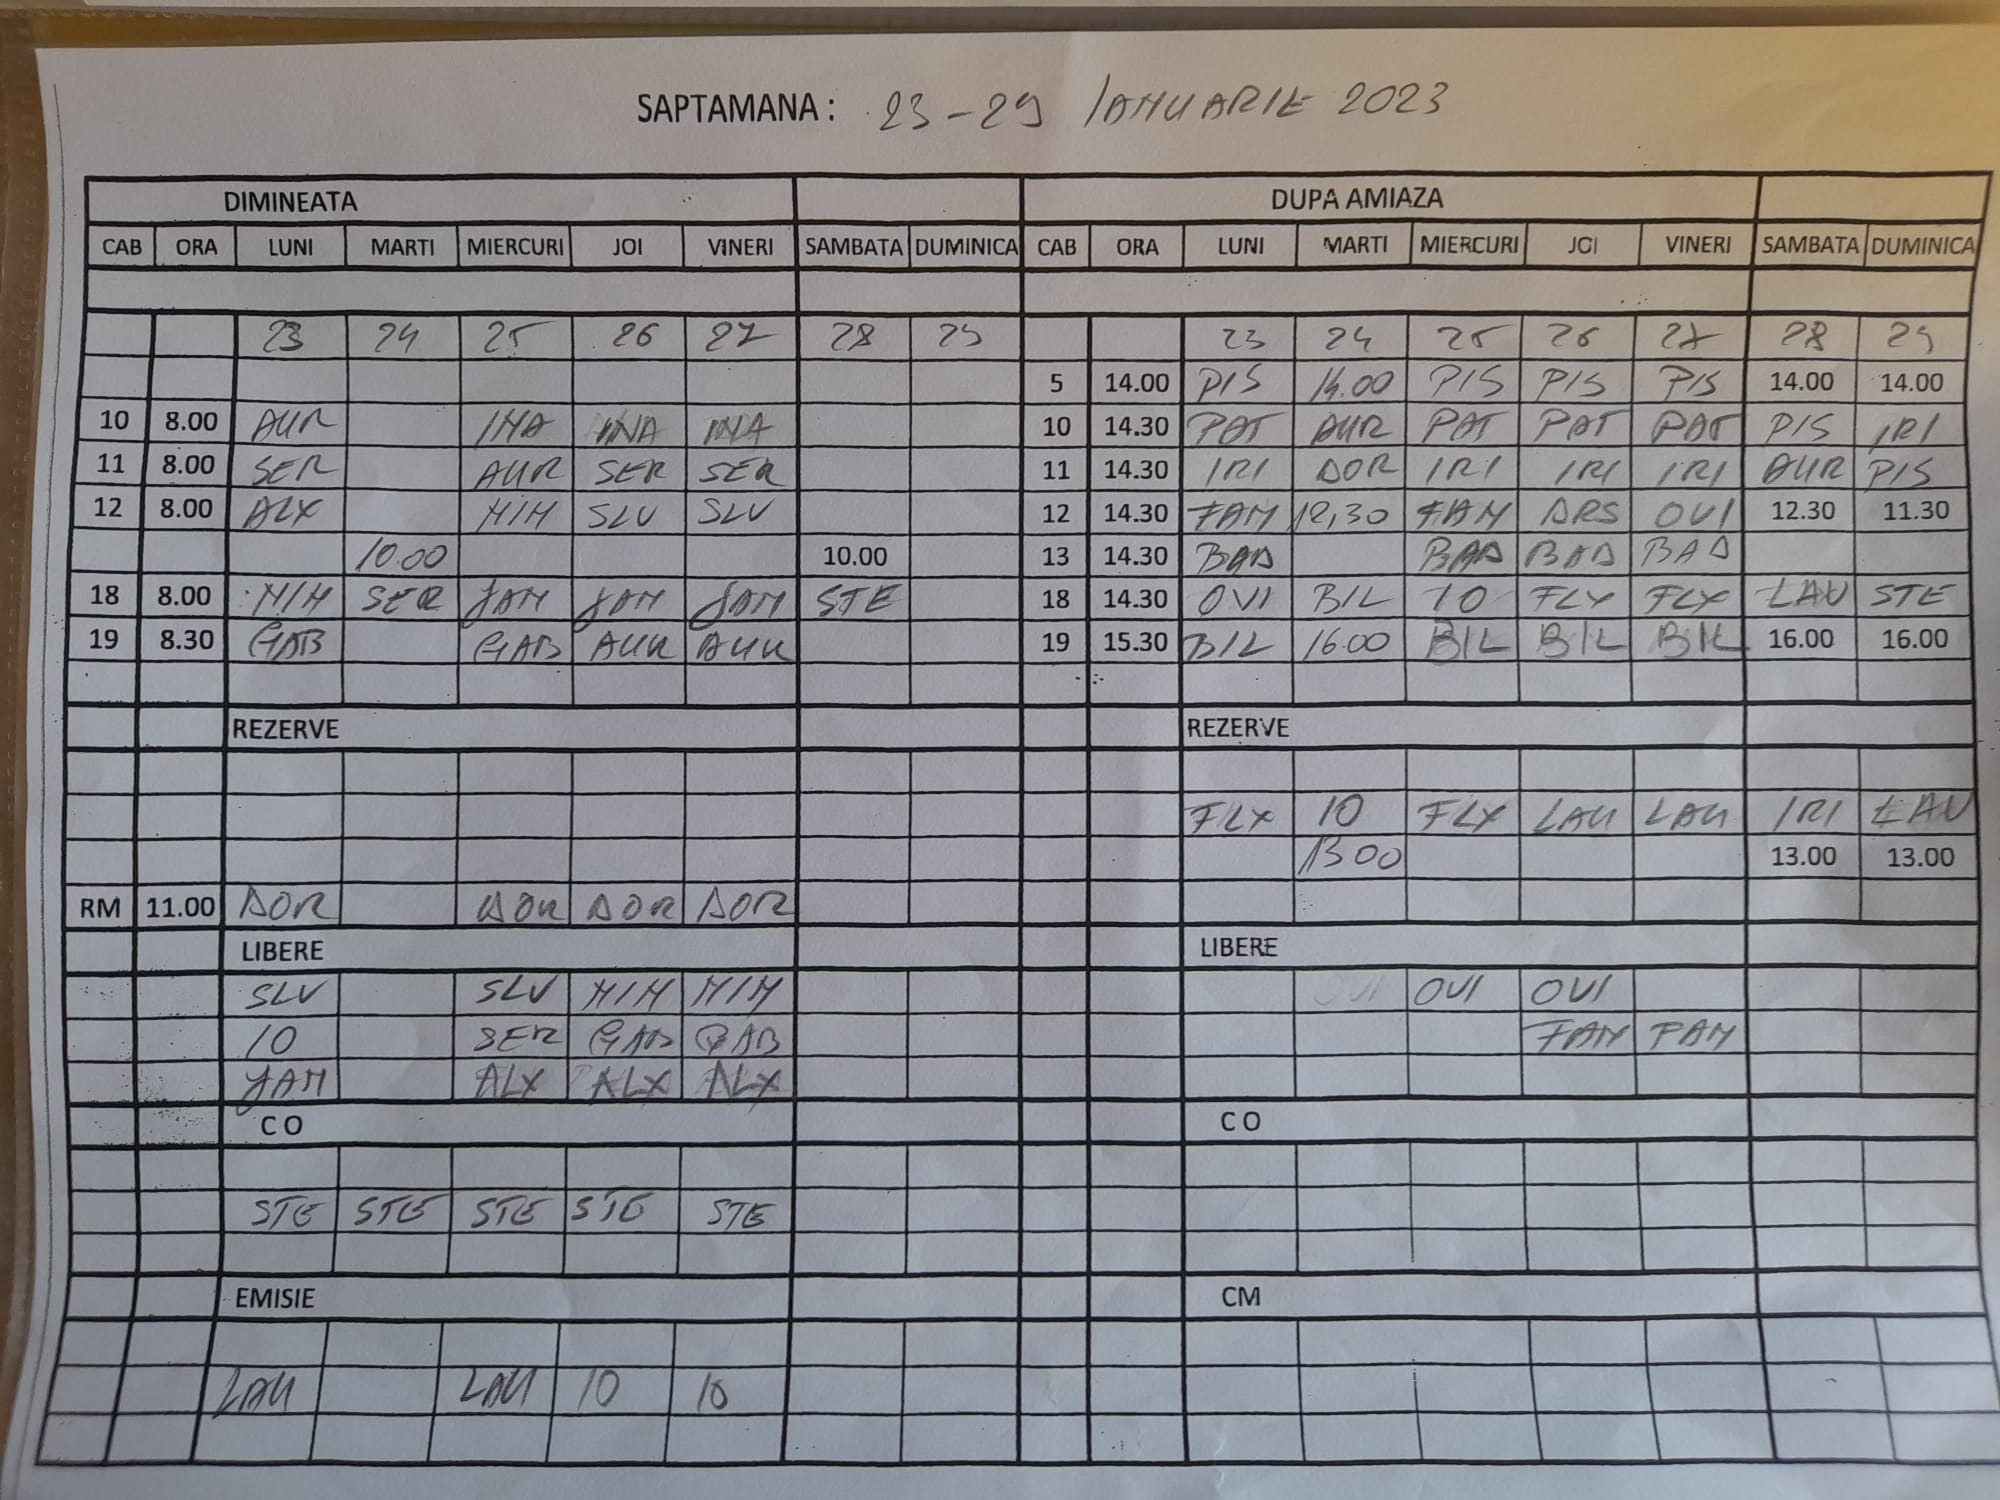 SAPTAMANA : 23-29 IANUARIE 2023
DIMINEATA DUPA AMIAZA
CAB ORA LUNI MARTI MIERCURI JOI VINERI SAMBATA DUMINICA CAB ORA LUNI MARTI MIERCURI JOI VINERI SAMBATA DUMINICA
23 24 25 26 27 28 29 23 24 25 26 27 28 29
5 14.00 PIS 14.00 PIS PIS PIS 14.00 14.00
10 8.00 AUR INA INA INA 10 14.30 PAT AUR PAT PAT PAT PIS IRI
11 8.00 SER AUR SER SER 11 14.30 IRI DOR IRI IRI IRI AUR PIS
12 8.00 ALX MIH SLV SLV 12 14.30 FAM 12,30 FAM ARS OVI 12.30 11.30
10.00 10.00 13 14.30 BAD BAD BAD BAD
18 8.00 MIH SER JAM JAM JAM STE 18 14.30 OVI BIL IO FLX FLX LAU STE
19 8.30 GAB GAB AUR AUR 19 15.30 BIL 16.00 BIL BIL BIL 16.00 16.00
REZERVE REZERVE
FLX IO FLX LAU LAU IRI LAU
13 00 13.00 13.00
RM 11.00 DOR DOR DOR DOR
LIBERE LIBERE
SLV SLV MIH MIH OVI OVI OVI
IO SER GAB GAB FAM FAM
JAM ALX ALX ALX
C O C O
STE STE STE STE STE
EMISIE CM
LAU LAU IO IO